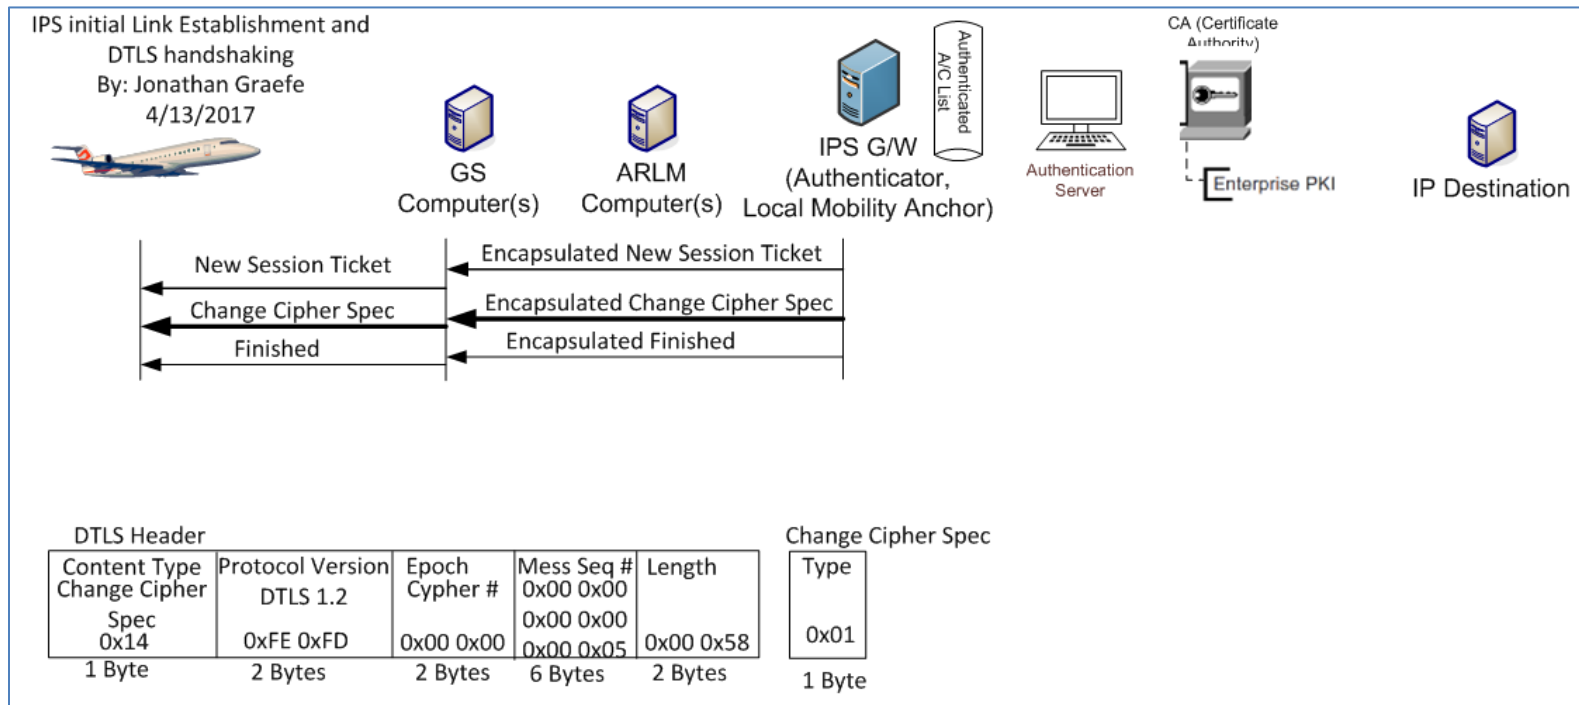 IPS initial Link Establishment and
DTLS handshaking
By: Jonathan Graefe
4/13/2017
GS
Computer(s)
ARLM
Computer(s)
IPS G/W
(Authenticator,
Local Mobility Anchor)
Authenticated
A/C List
Authentication
Server
CA (Certificate
Authority)
Enterprise PKI
IP Destination
New Session Ticket
Encapsulated New Session Ticket
Change Cipher Spec
Encapsulated Change Cipher Spec
Finished
Encapsulated Finished
DTLS Header
Content Type
Change Cipher
Spec
0x14
1 Byte
Protocol Version
DTLS 1.2
0xFE 0xFD
2 Bytes
Epoch
Cypher #
0x00 0x00
2 Bytes
Mess Seq #
0x00 0x00
0x00 0x00
0x00 0x05
6 Bytes
Length
0x00 0x58
2 Bytes
Change Cipher Spec
Type
0x01
1 Byte